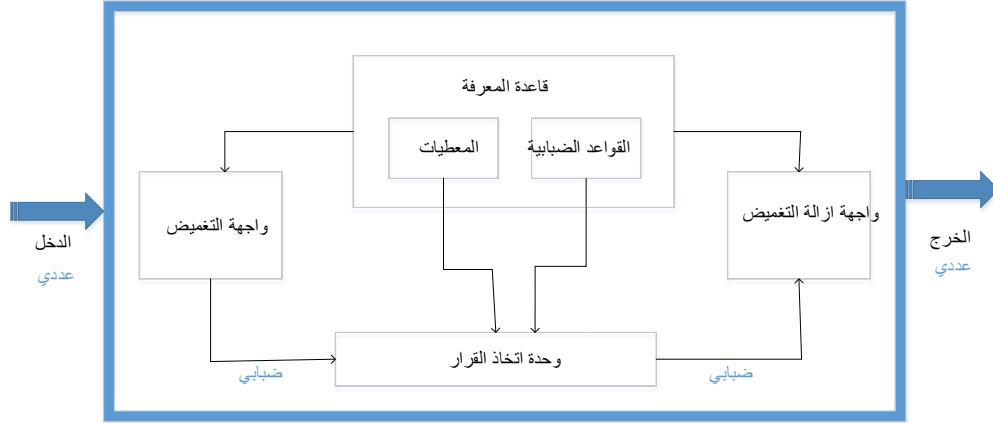 قاعدة المعرفة
القواعد الضبابية
المعطيات
واجهة التغميض
واجهة ازالة التغميض
الدخل
عددي
الخرج
عددي
وحدة اتخاذ القرار
ضبابي
ضبابي